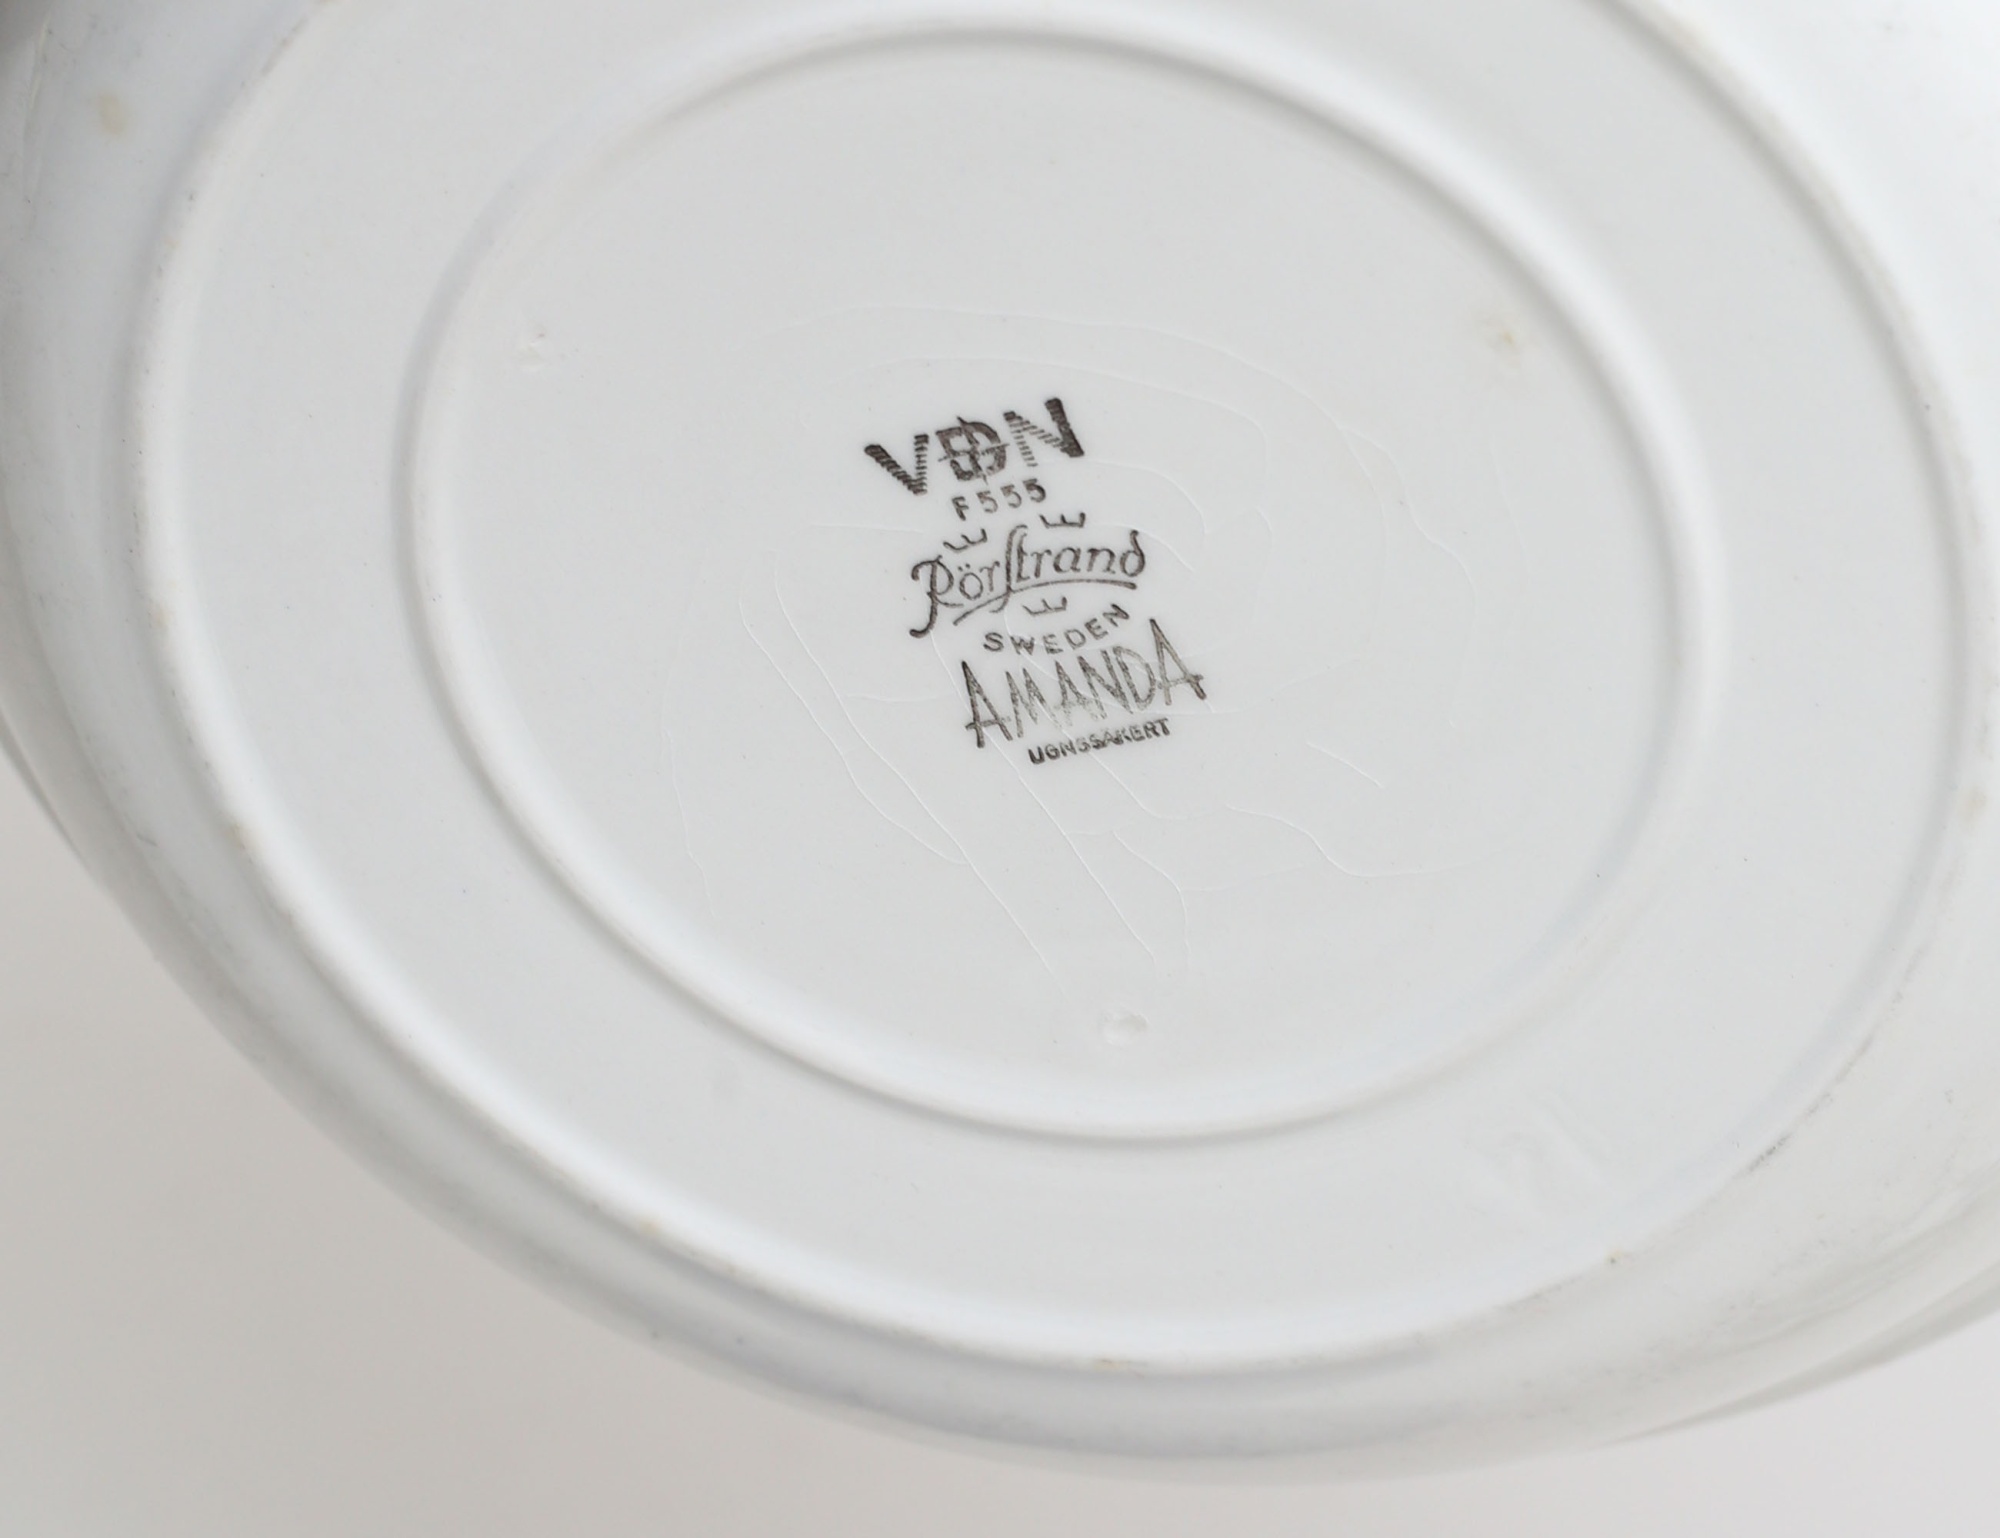 VDN
F555
Rörstrand
SWEDEN
AMANDA
UGNSSÄKERT